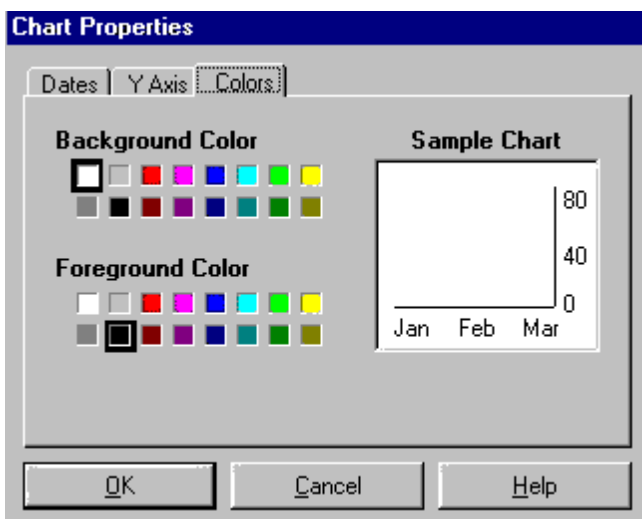 Chart Properties
Dates Y Axis Colors
Background Color
Foreground Color
Sample Chart
80
40
0
Jan Feb Mar
OK Cancel Help